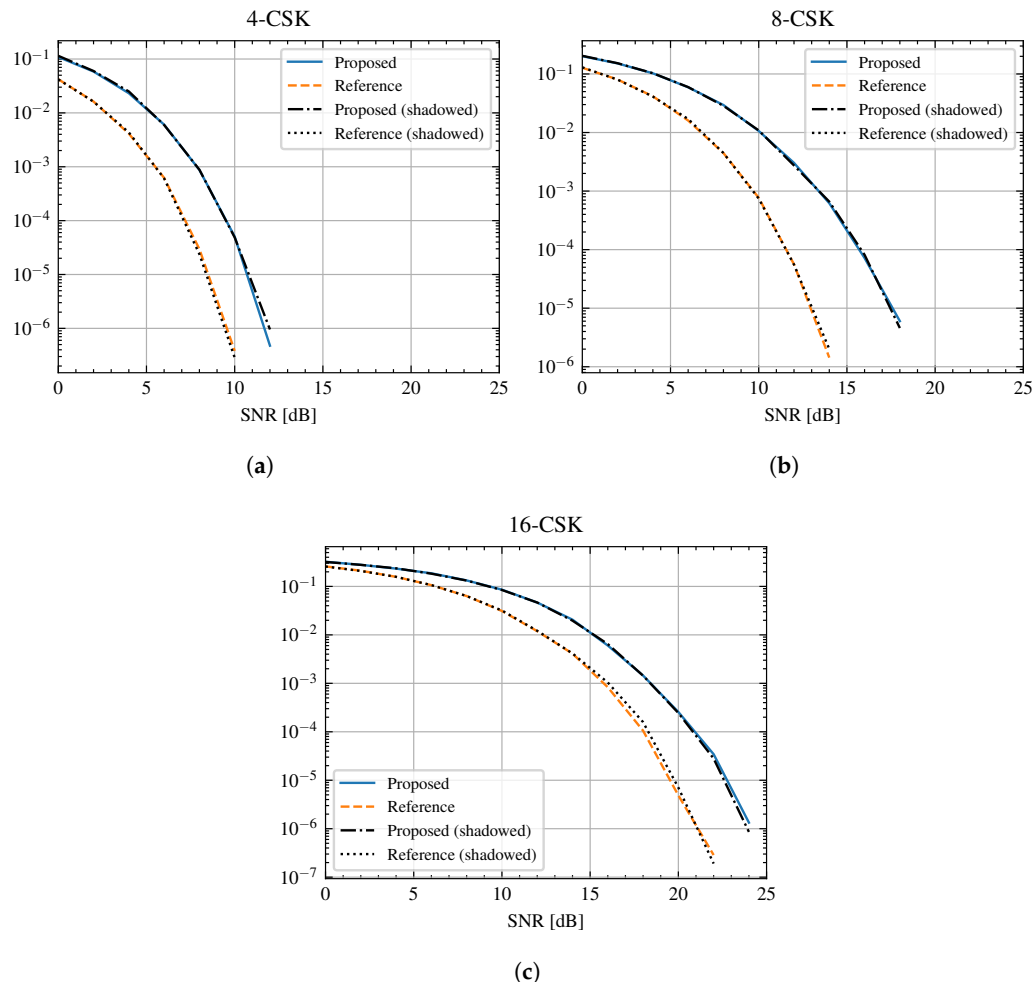 4-CSK
10⁻¹
10⁻²
10⁻³
10⁻⁴
10⁻⁵
10⁻⁶
0 5 10 15 20 25
SNR [dB]
Proposed
Reference
Proposed (shadowed)
Reference (shadowed)
(a)
8-CSK
10⁻¹
10⁻²
10⁻³
10⁻⁴
10⁻⁵
10⁻⁶
0 5 10 15 20 25
SNR [dB]
Proposed
Reference
Proposed (shadowed)
Reference (shadowed)
(b)
16-CSK
10⁻¹
10⁻²
10⁻³
10⁻⁴
10⁻⁵
10⁻⁶
10⁻⁷
Proposed
Reference
Proposed (shadowed)
Reference (shadowed)
0 5 10 15 20 25
SNR [dB]
(c)